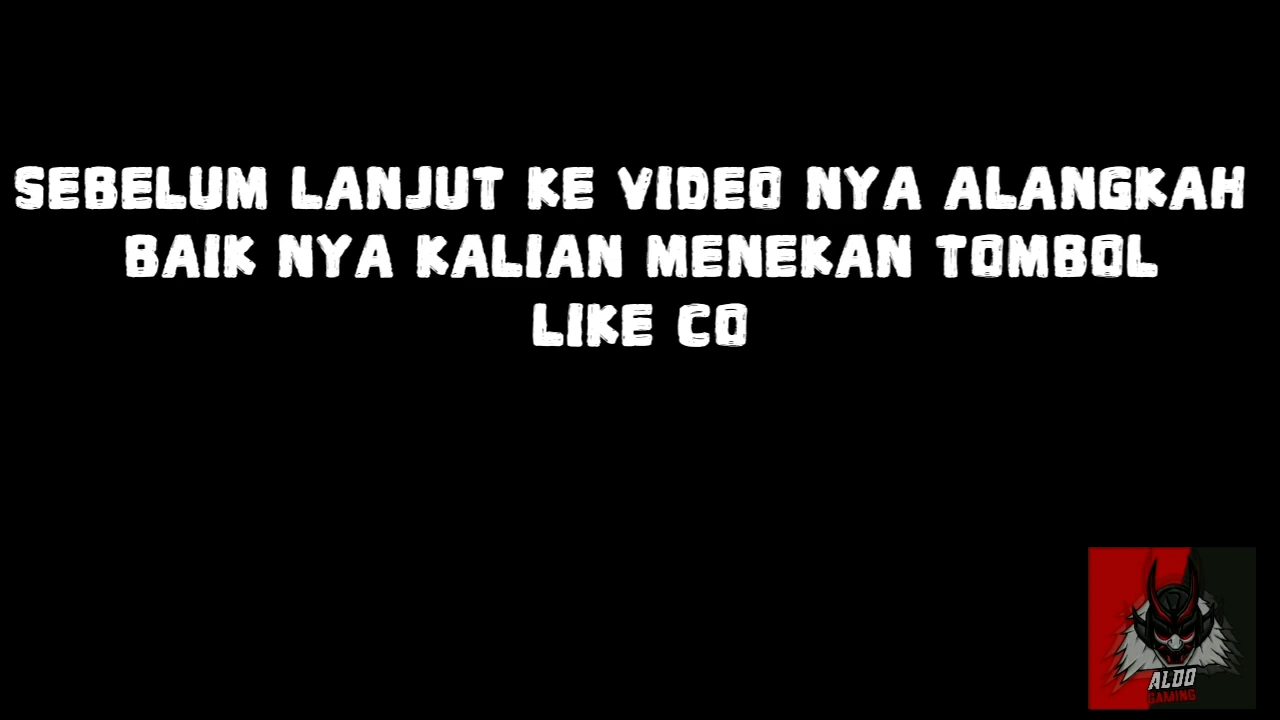 SEBELUM LANJUT KE VIDEO NYA ALANGKAH
BAIK NYA KALIAN MENEKAN TOMBOL
LIKE CO
ALDO
GAMING